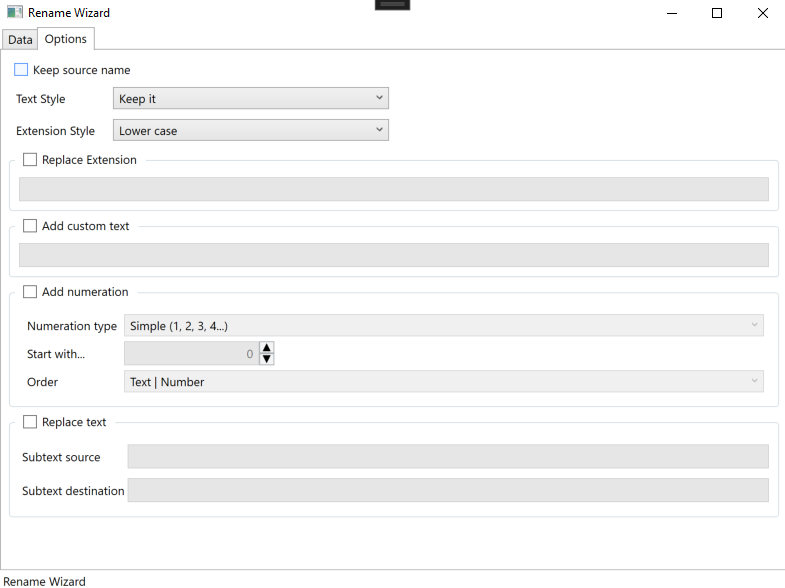 Rename Wizard
Data Options
Keep source name
Text Style Keep it
Extension Style Lower case
Replace Extension
Add custom text
Add numeration
Numeration type Simple (1, 2, 3, 4...)
Start with... 0
Order Text | Number
Replace text
Subtext source
Subtext destination
Rename Wizard